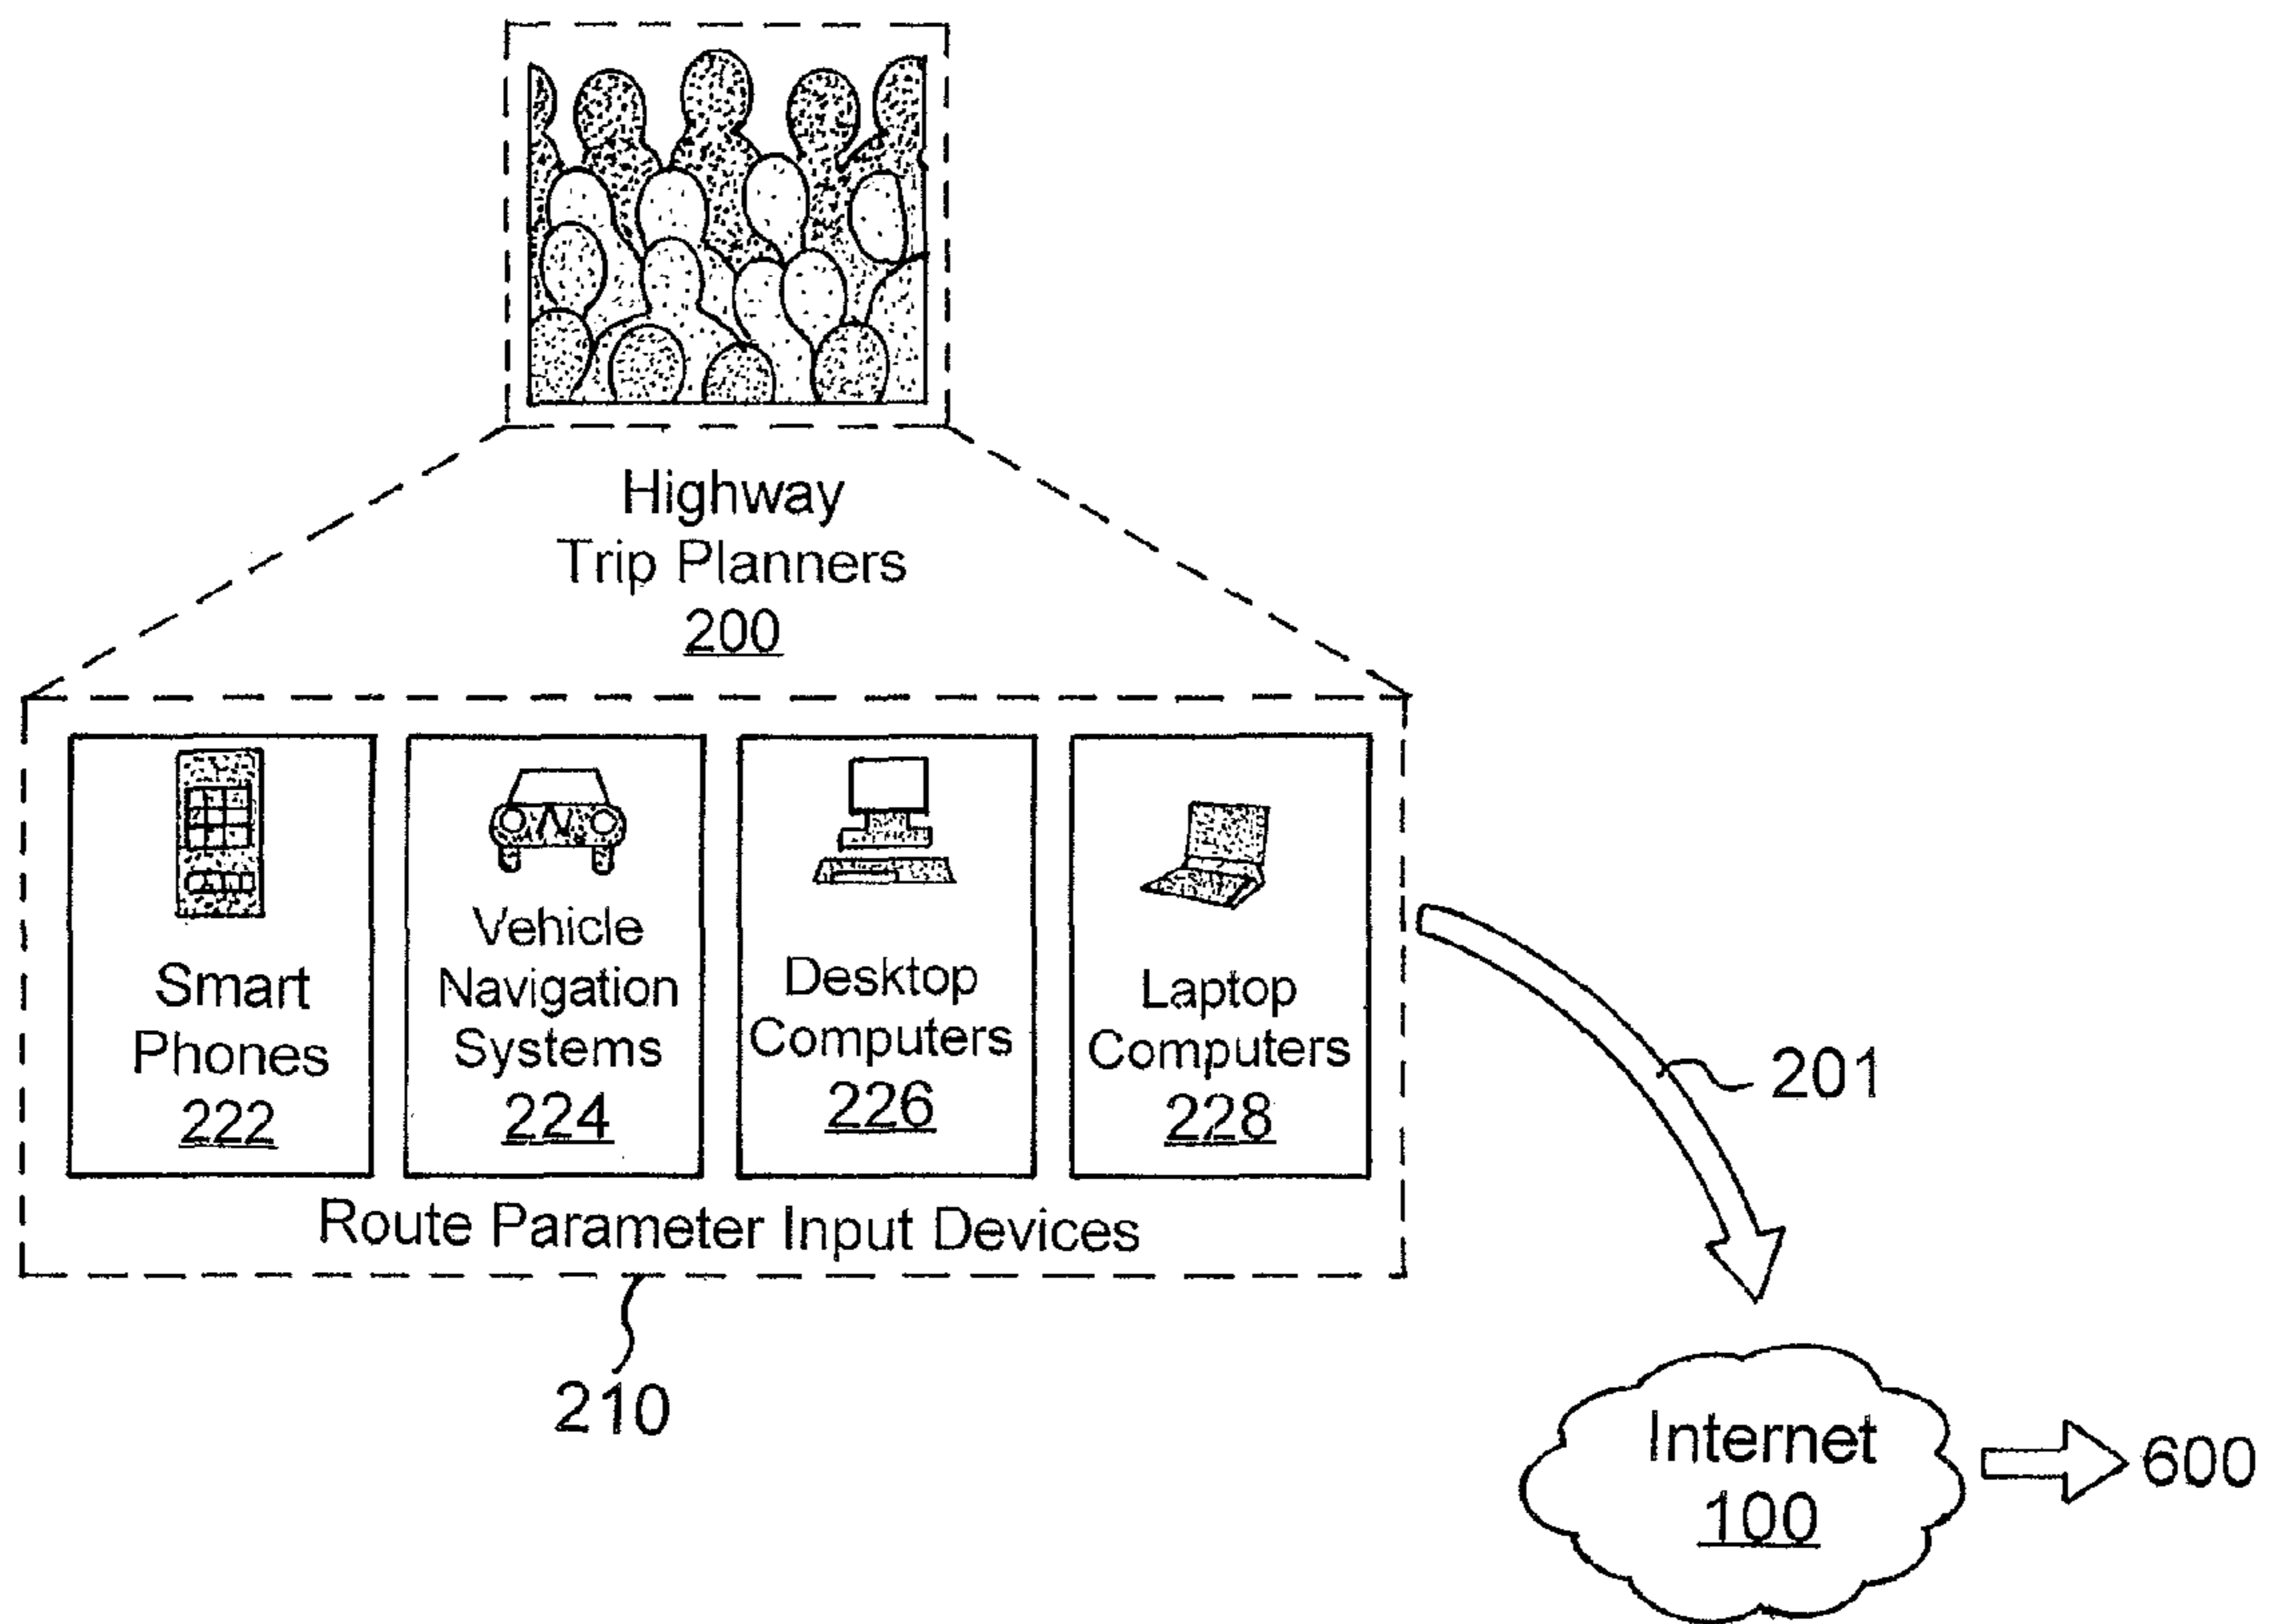 Highway
Trip Planners
200
Smart
Phones
222
Vehicle
Navigation
Systems
224
Desktop
Computers
226
Laptop
Computers
228
Route Parameter Input Devices
210
201
Internet
100
600